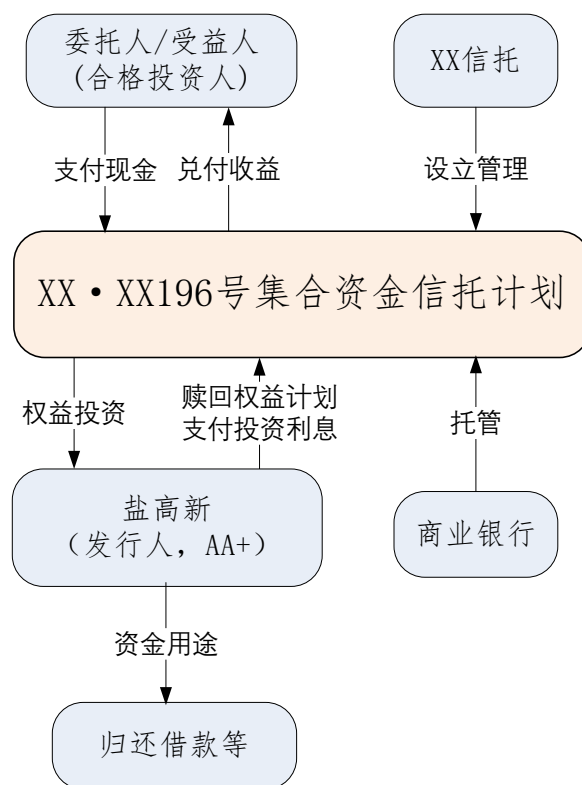 委托人/受益人
(合格投资人)
XX信托
支付现金
兑付收益
设立管理
XX·XX196号集合资金信托计划
权益投资
赎回权益计划
支付投资利息
托管
盐高新
（发行人，AA+）
商业银行
资金用途
归还借款等